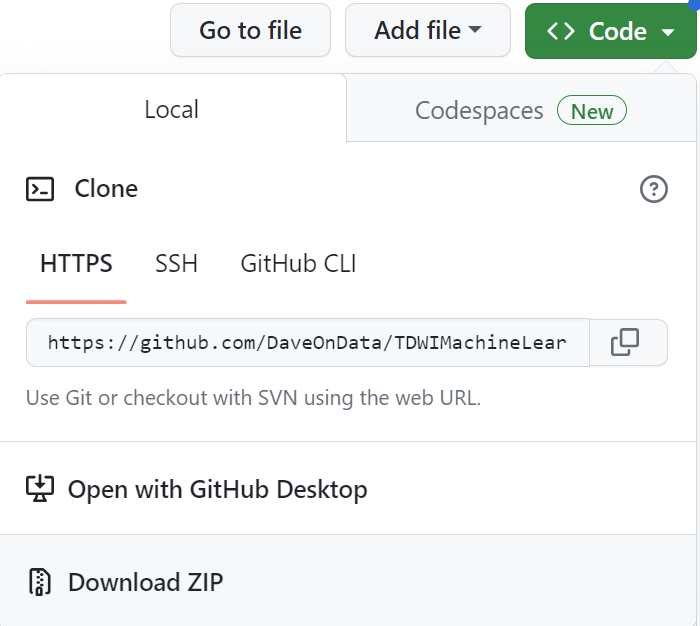 Go to file Add file <> Code
Local Codespaces New
Clone ?
HTTPS SSH GitHub CLI
https://github.com/DaveOnData/TDWIMachineLear
Use Git or checkout with SVN using the web URL.
Open with GitHub Desktop
Download ZIP